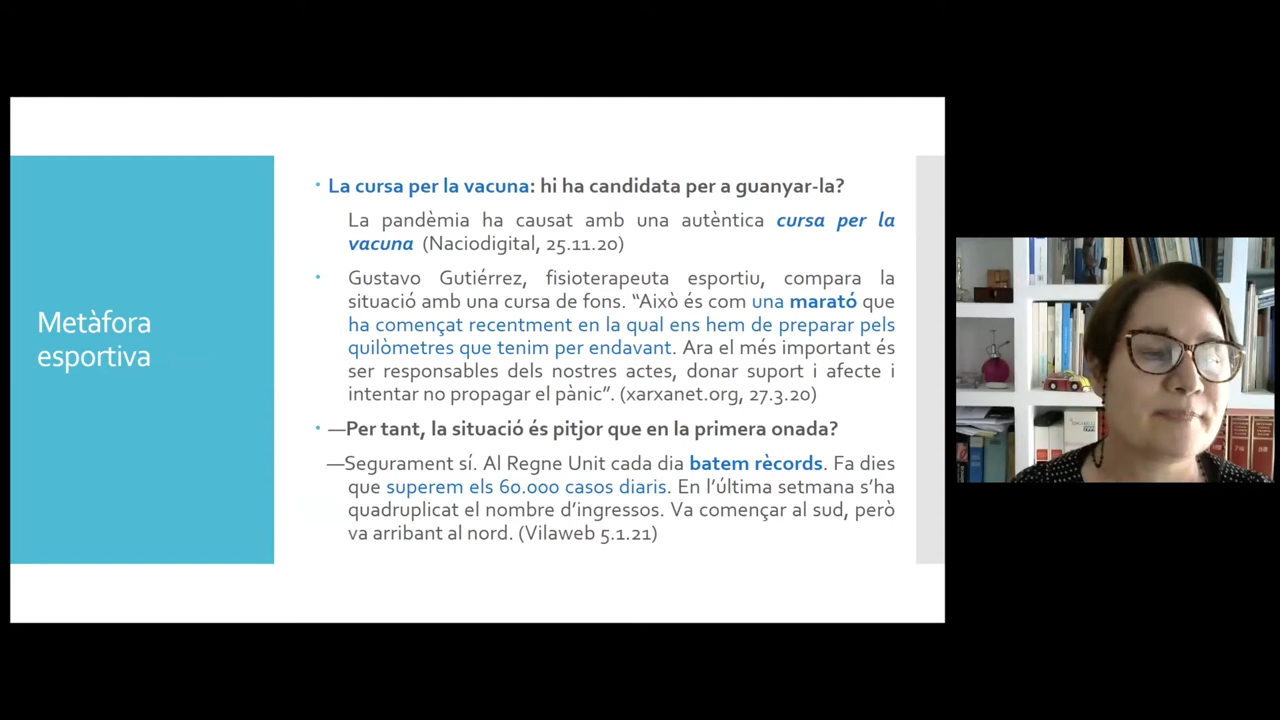 Metàfora
esportiva
La cursa per la vacuna: hi ha candidata per a guanyar-la?
La pandèmia ha causat amb una autèntica cursa per la
vacuna (Naciodigital, 25.11.20)
Gustavo Gutiérrez, fisioterapeuta esportiu, compara la
situació amb una cursa de fons. “Això és com una marató que
ha començat recentment en la qual ens hem de preparar pels
quilòmetres que tenim per endavant. Ara el més important és
ser responsables dels nostres actes, donar suport i afecte i
intentar no propagar el pànic”. (xarxanet.org, 27.3.20)
—Per tant, la situació és pitjor que en la primera onada?
—Segurament sí. Al Regne Unit cada dia batem rècords. Fa dies
que superem els 60.000 casos diaris. En l’última setmana s’ha
quadruplicat el nombre d’ingressos. Va començar al sud, però
va arribant al nord. (Vilaweb 5.1.21)